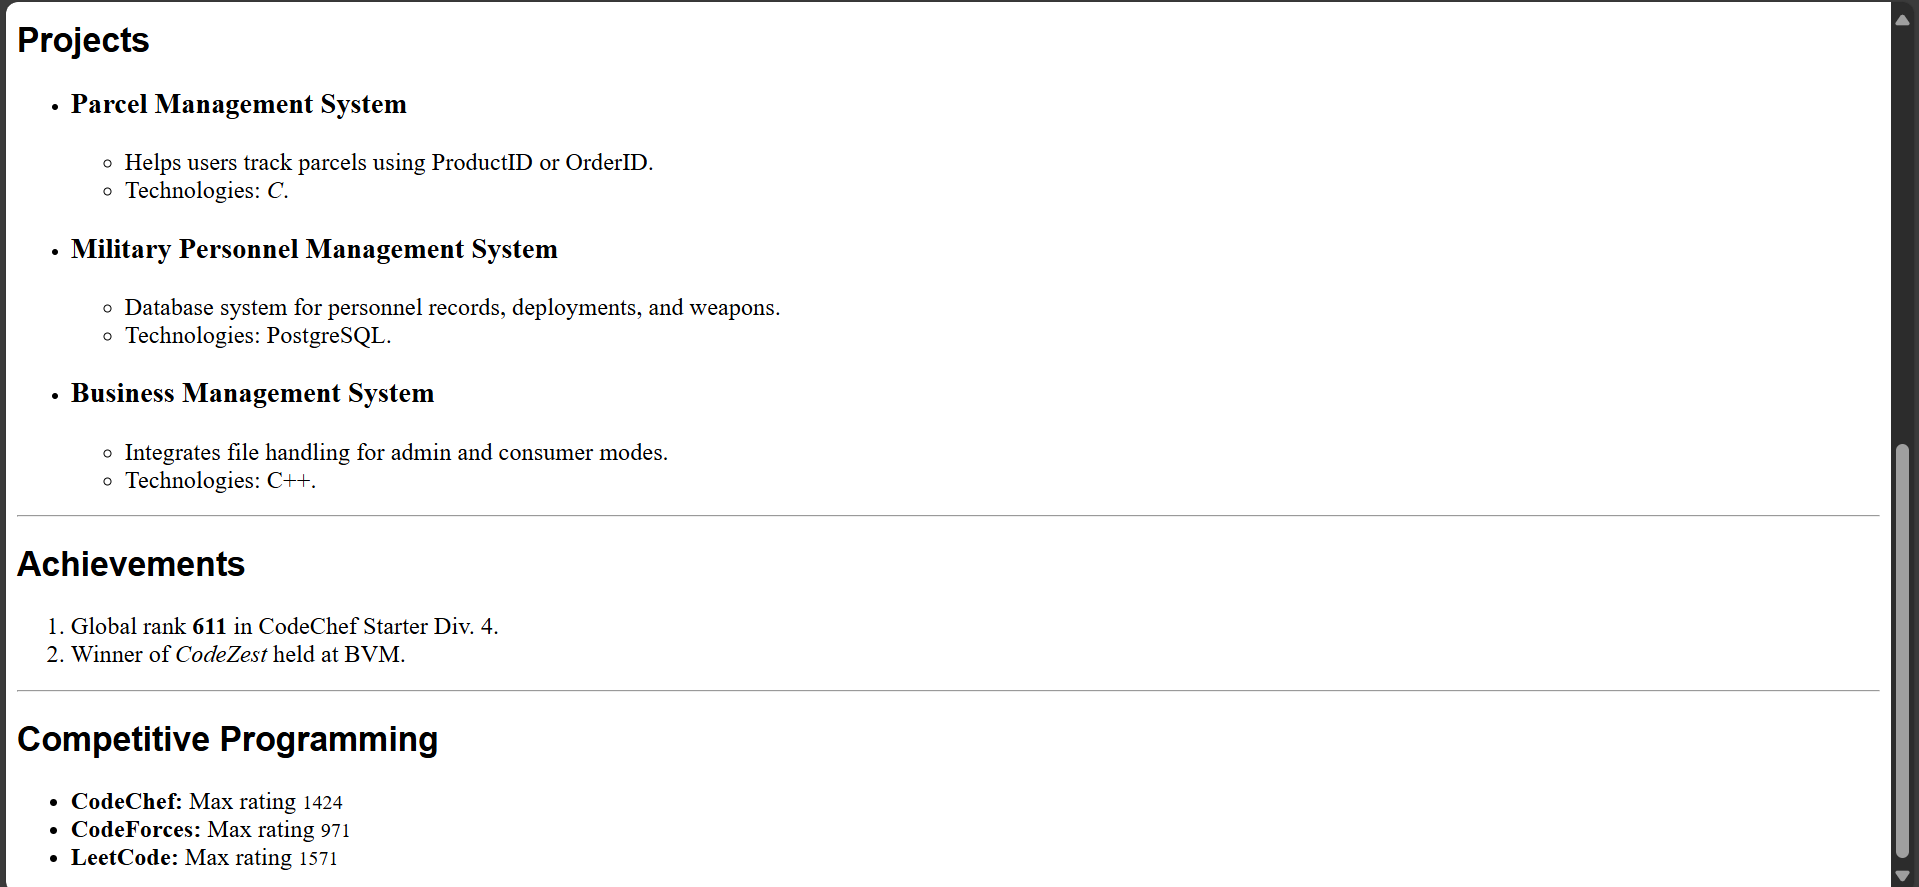 Projects
Parcel Management System
Helps users track parcels using ProductID or OrderID.
Technologies: C.
Military Personnel Management System
Database system for personnel records, deployments, and weapons.
Technologies: PostgreSQL.
Business Management System
Integrates file handling for admin and consumer modes.
Technologies: C++.
Achievements
1. Global rank 611 in CodeChef Starter Div. 4.
2. Winner of CodeZest held at BVM.
Competitive Programming
CodeChef: Max rating 1424
CodeForces: Max rating 971
LeetCode: Max rating 1571